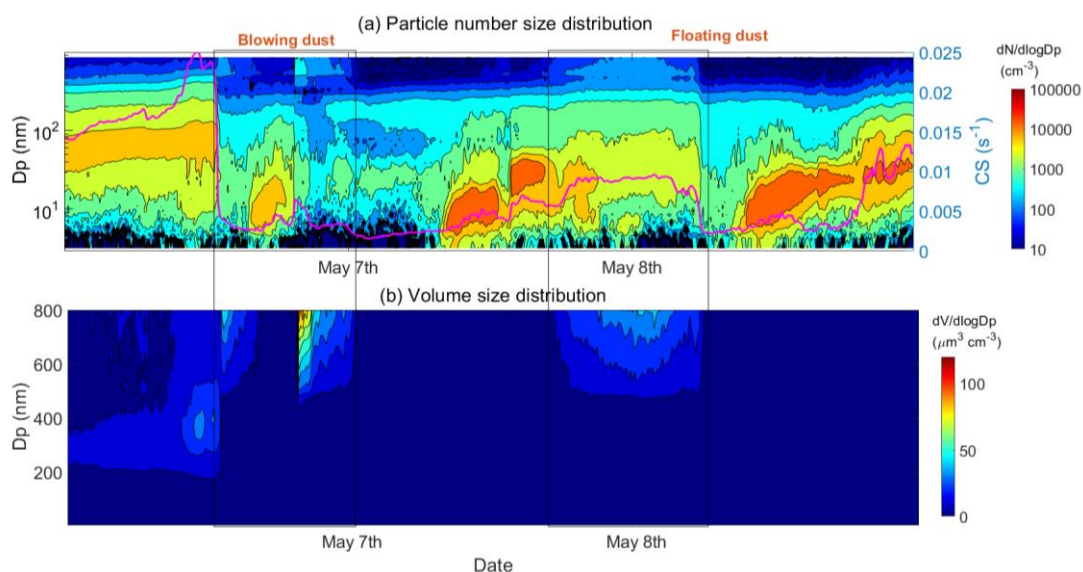 (a) Particle number size distribution
Blowing dust
Floating dust
dN/dlogDp
(cm⁻³)
Dp (nm)
10²
10¹
0.025
0.02
0.015
0.01
0.005
0
CS (s⁻¹)
100000
10000
1000
100
10
May 7th
May 8th
(b) Volume size distribution
dV/dlogDp
(μm³ cm⁻³)
Dp (nm)
800
600
400
200
100
50
0
May 7th
May 8th
Date